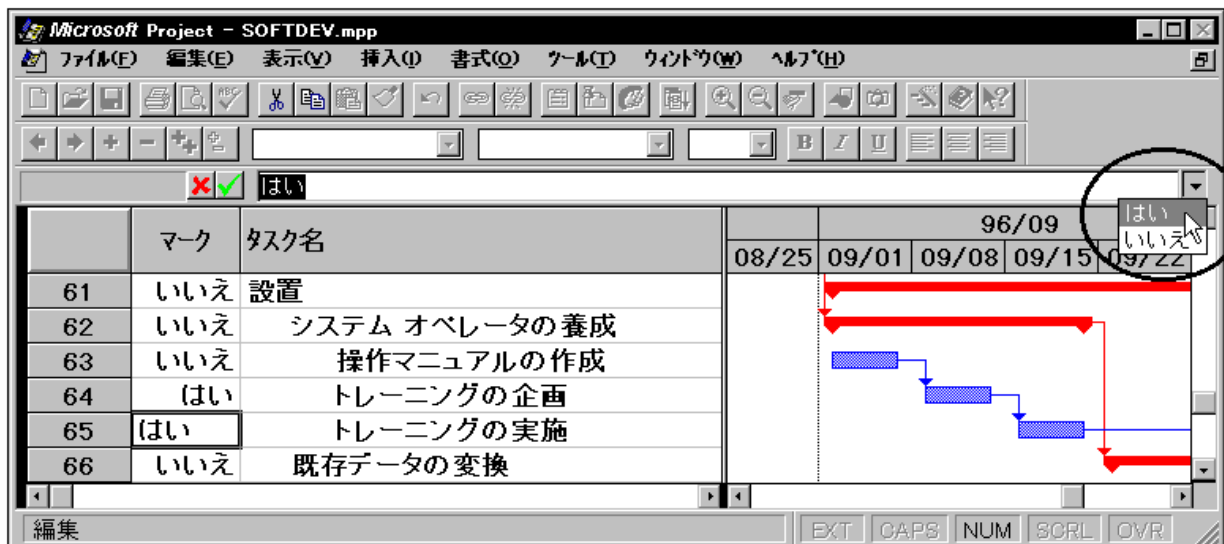 Microsoft Project - SOFTDEV.mpp
ファイル(F) 編集(E) 表示(V) 挿入(I) 書式(O) ツール(T) ウィンドウ(W) ヘルプ(H)
ABC
B I U
はい
はい
いいえ
マーク タスク名
96/09
08/25 09/01 09/08 09/15 09/22
61 いいえ 設置
62 いいえ システム オペレータの養成
63 いいえ 操作マニュアルの作成
64 はい トレーニングの企画
65 はい トレーニングの実施
66 いいえ 既存データの変換
編集 EXT CAPS NUM SCRL OVR